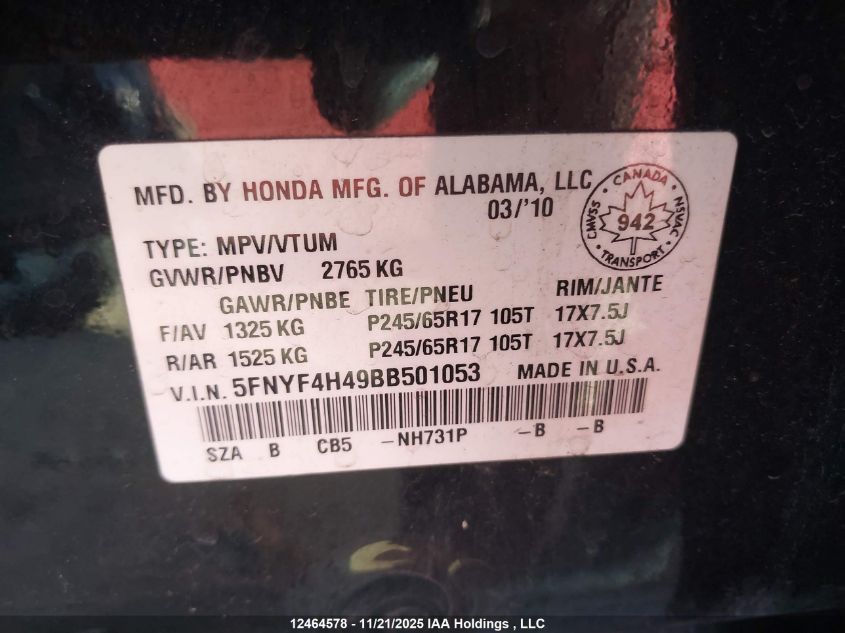 MFD. BY HONDA MFG. OF ALABAMA, LLC
03/'10
CANADA
CMVSS 942 NSVAC
TRANSPORT
TYPE: MPV/VTUM
GVWR/PNBV 2765 KG
GAWR/PNBE TIRE/PNEU RIM/JANTE
F/AV 1325 KG P245/65R17 105T 17X7.5J
R/AR 1525 KG P245/65R17 105T 17X7.5J
V.I.N. 5FNYF4H49BB501053 MADE IN U.S.A.
SZA B CB5 -NH731P -B -B
12464578 - 11/21/2025 IAA Holdings , LLC